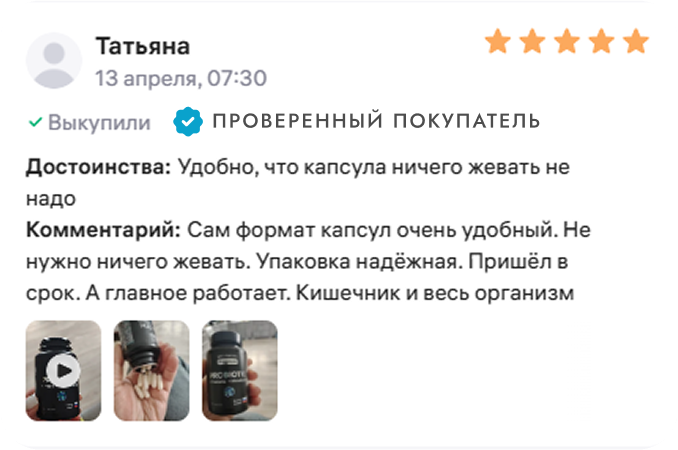 Татьяна
13 апреля, 07:30
Выкупили ПРОВЕРЕННЫЙ ПОКУПАТЕЛЬ
Достоинства: Удобно, что капсула ничего жевать не
надо
Комментарий: Сам формат капсул очень удобный. Не
нужно ничего жевать. Упаковка надёжная. Пришёл в
срок. А главное работает. Кишечник и весь организм